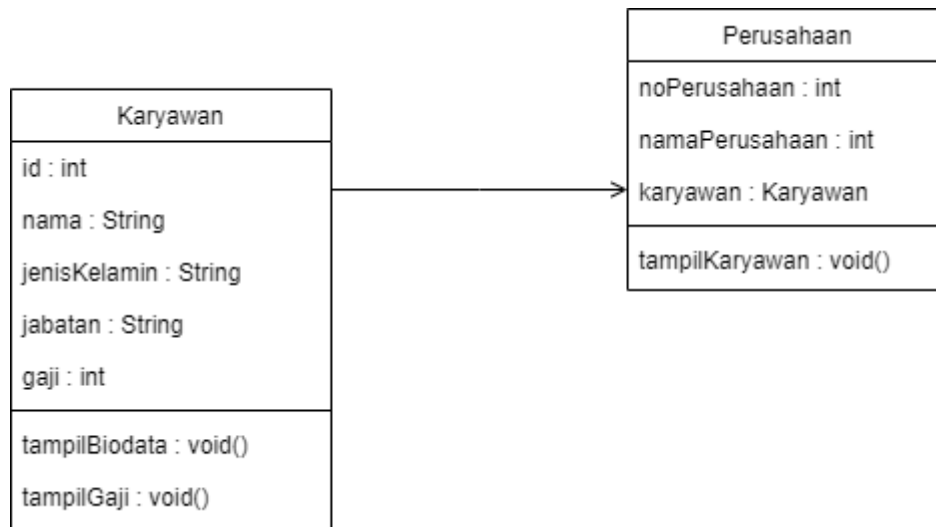 Karyawan
id : int
nama : String
jenisKelamin : String
jabatan : String
gaji : int
tampilBiodata : void()
tampilGaji : void()
Perusahaan
noPerusahaan : int
namaPerusahaan : int
karyawan : Karyawan
tampilKaryawan : void()